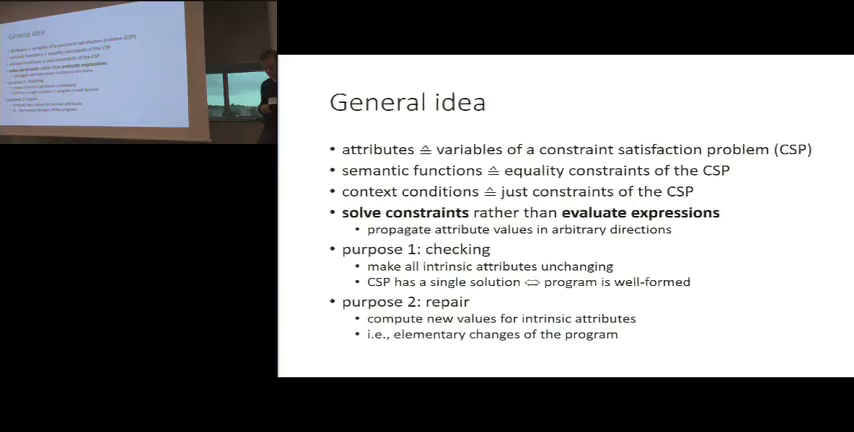 General idea
• attributes ≙ variables of a constraint satisfaction problem (CSP)
• semantic functions ≙ equality constraints of the CSP
• context conditions ≙ just constraints of the CSP
• solve constraints rather than evaluate expressions
• propagate attribute values in arbitrary directions
• purpose 1: checking
• make all intrinsic attributes unchanging
• CSP has a single solution ⇔ program is well-formed
• purpose 2: repair
• compute new values for intrinsic attributes
• i.e., elementary changes of the program